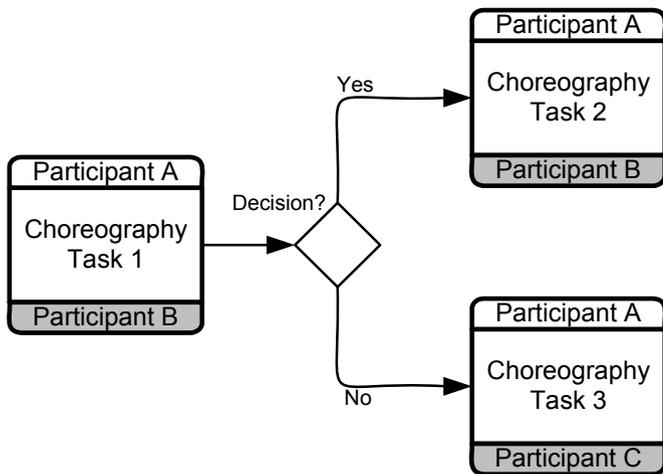 Participant A
Choreography
Task 1
Participant B
Decision?
Yes
Participant A
Choreography
Task 2
Participant B
No
Participant A
Choreography
Task 3
Participant C